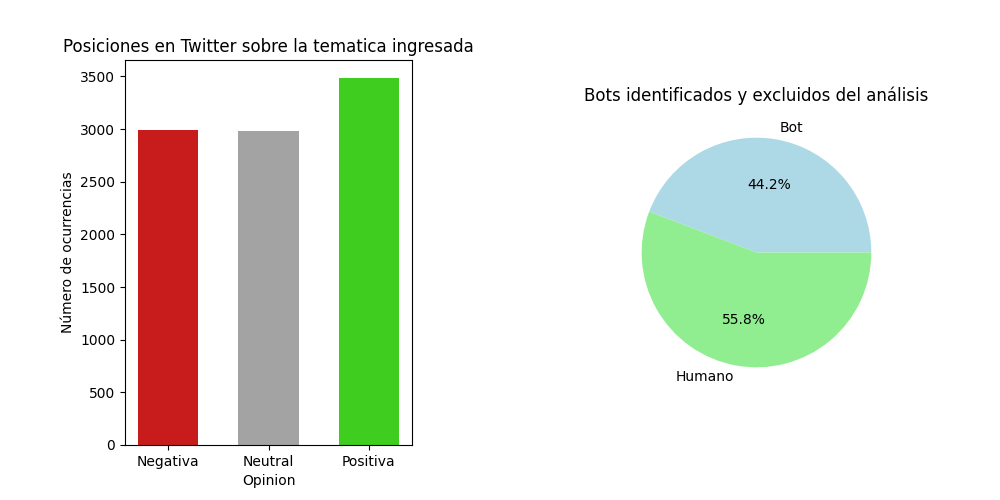 Posiciones en Twitter sobre la tematica ingresada
Número de ocurrencias
3500
3000
2500
2000
1500
1000
500
0
Negativa
Neutral
Positiva
Opinion
Bots identificados y excluidos del análisis
Bot
44.2%
55.8%
Humano